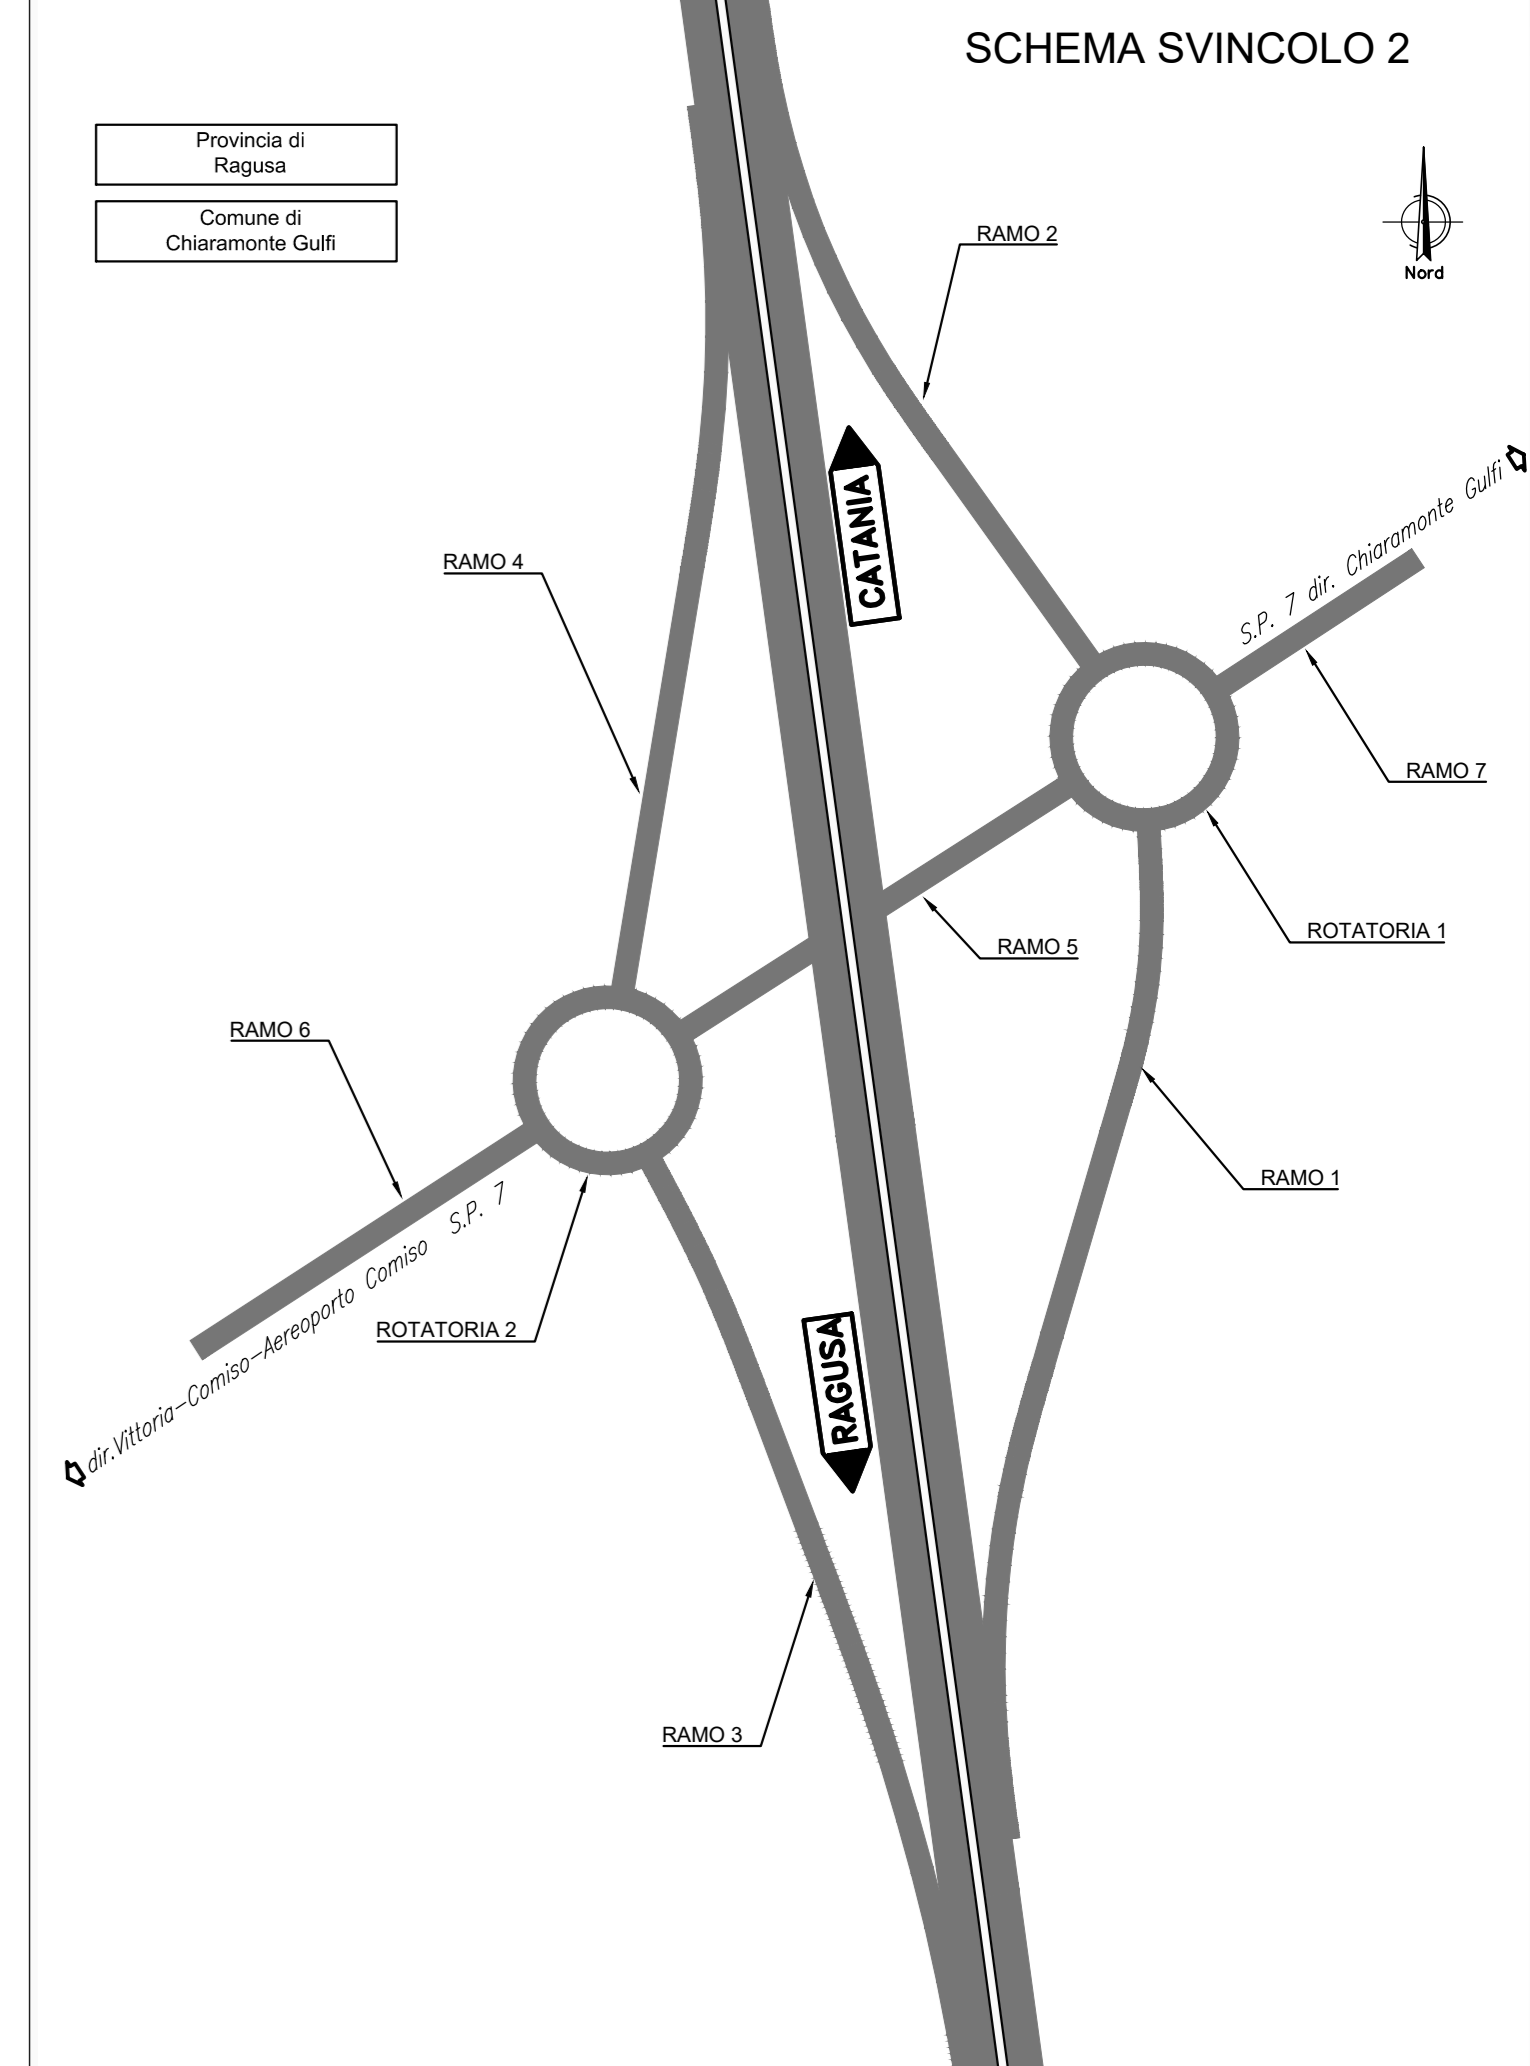 SCHEMA SVINCOLO 2
Provincia di
Ragusa
Comune di
Chiaramonte Gulfi
RAMO 2
Nord
CATANIA
S.P. 7 dir. Chiaramonte Gulfi
RAMO 4
RAMO 7
ROTATORIA 1
RAMO 5
RAMO 6
RAMO 1
dir.Vittoria-Comiso-Aereoporto Comiso S.P. 7
ROTATORIA 2
RAGUSA
RAMO 3